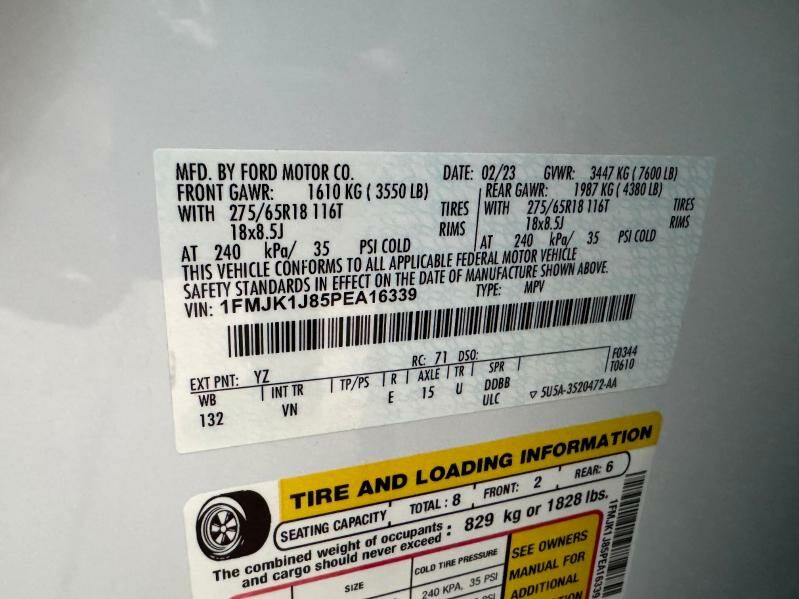 MFD. BY FORD MOTOR CO. DATE: 02/23 GVWR: 3447 KG ( 7600 LB)
FRONT GAWR: 1610 KG ( 3550 LB) REAR GAWR: 1987 KG ( 4380 LB)
WITH 275/65R18 116T TIRES WITH 275/65R18 116T TIRES
18x8.5J RIMS 18x8.5J RIMS
AT 240 kPa/ 35 PSI COLD AT 240 kPa/ 35 PSI COLD
THIS VEHICLE CONFORMS TO ALL APPLICABLE FEDERAL MOTOR VEHICLE
SAFETY STANDARDS IN EFFECT ON THE DATE OF MANUFACTURE SHOWN ABOVE.
VIN: 1FMJK1J85PEA16339 TYPE: MPV
F0344
EXT PNT: YZ RC: 71 DSO: T0610
WB INT TR TP/PS R AXLE TR SPR
132 VN E 15 U DDBB
ULC ▽ 5U5A-3520472-AA
TIRE AND LOADING INFORMATION
SEATING CAPACITY TOTAL : 8 FRONT: 2 REAR: 6
The combined weight of occupants
and cargo should never exceed : 829 kg or 1828 lbs.
SIZE COLD TIRE PRESSURE
240 KPA, 35 PSI
SEE OWNERS
MANUAL FOR
ADDITIONAL
1FMJK1J85PEA16339